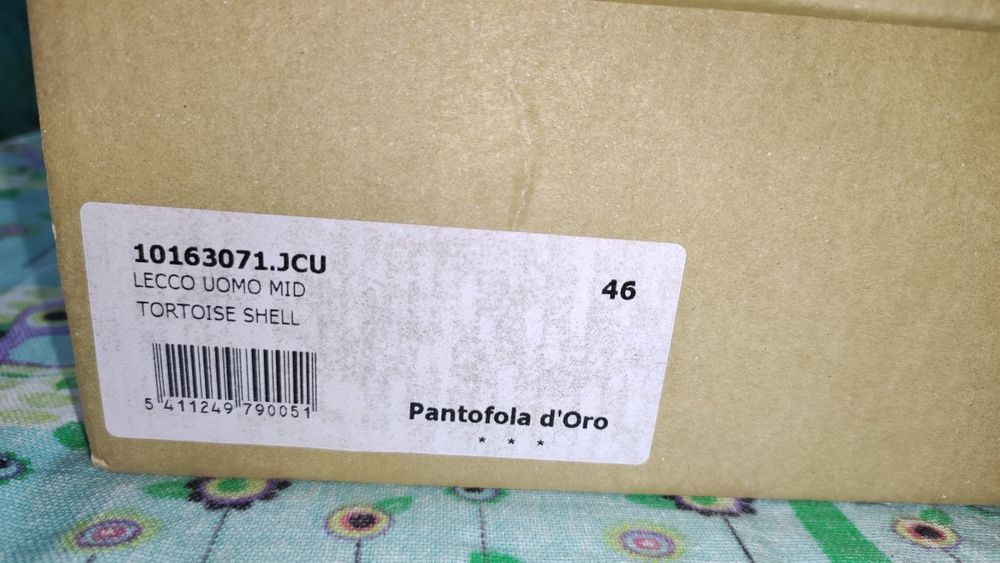 10163071.JCU
LECCO UOMO MID
TORTOISE SHELL
46
5 411249 790051
Pantofola d'Oro
* * *